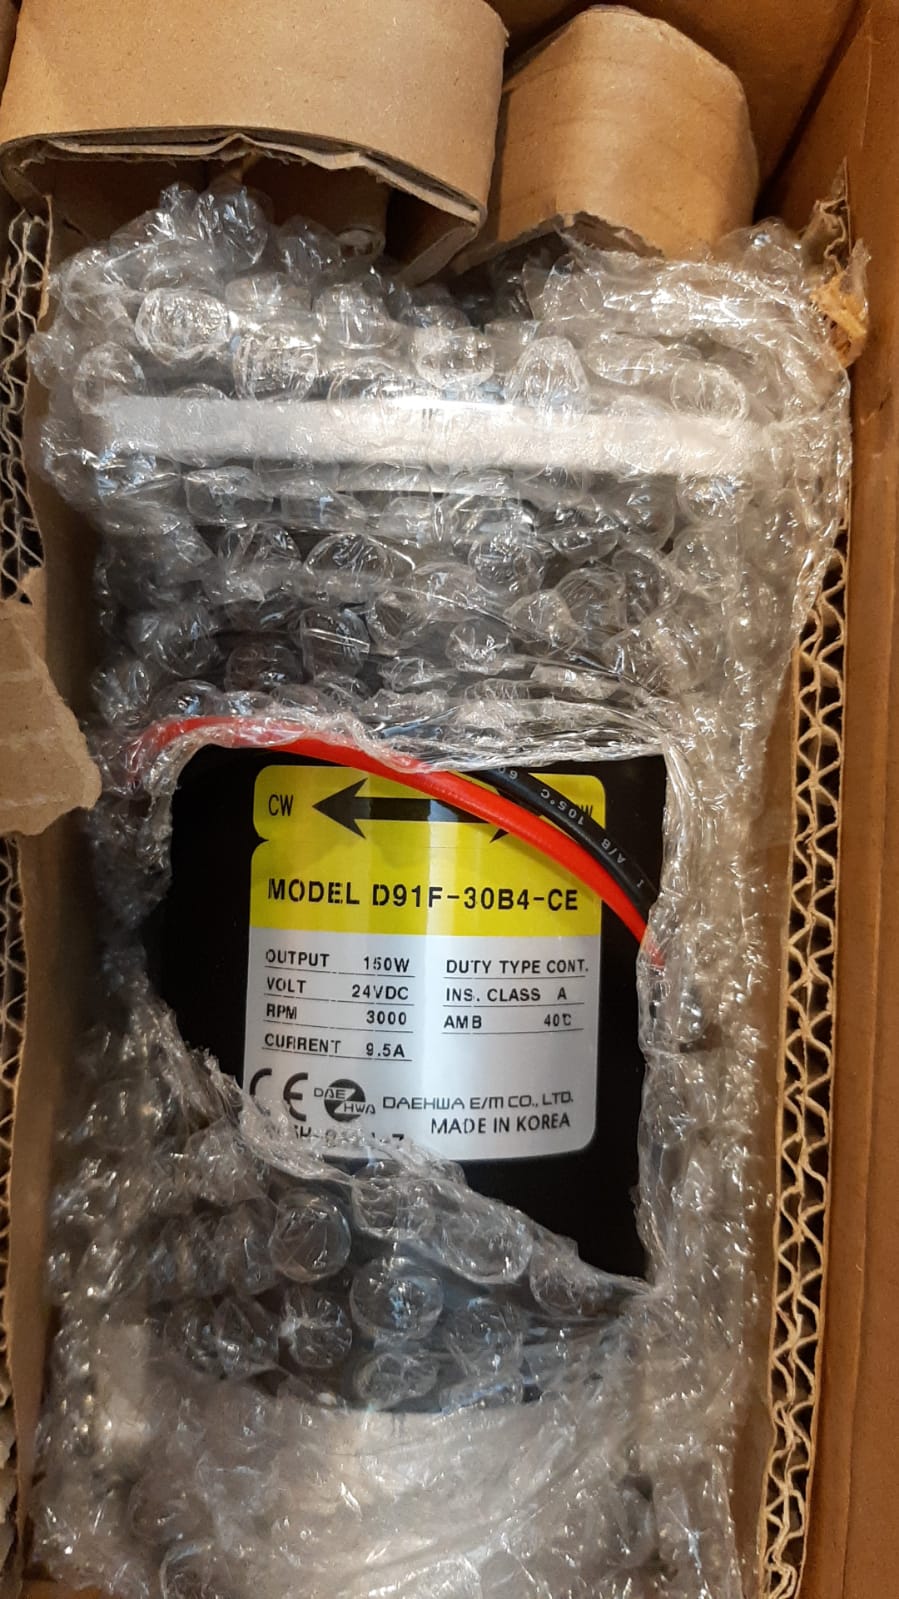 CW
105°C
A/B
MODEL D91F-30B4-CE
OUTPUT 150W
VOLT 24VDC
RPM 3000
CURRENT 9.5A
DUTY TYPE CONT.
INS. CLASS A
AMB 40℃
CE DAE HWA DAEHWA E/M CO., LTD.
MADE IN KOREA